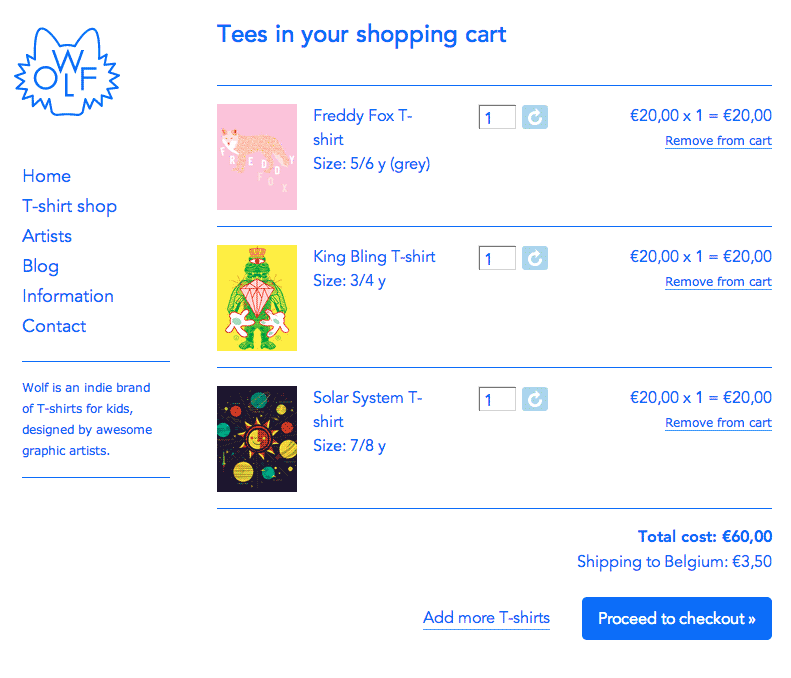 WOLF
Home
T-shirt shop
Artists
Blog
Information
Contact
Wolf is an indie brand
of T-shirts for kids,
designed by awesome
graphic artists.
Tees in your shopping cart
FREDDY
FOX
Freddy Fox T-
shirt
Size: 5/6 y (grey)
1
€20,00 x 1 = €20,00
Remove from cart
King Bling T-shirt
Size: 3/4 y
1
€20,00 x 1 = €20,00
Remove from cart
Solar System T-
shirt
Size: 7/8 y
1
€20,00 x 1 = €20,00
Remove from cart
Total cost: €60,00
Shipping to Belgium: €3,50
Add more T-shirts
Proceed to checkout »